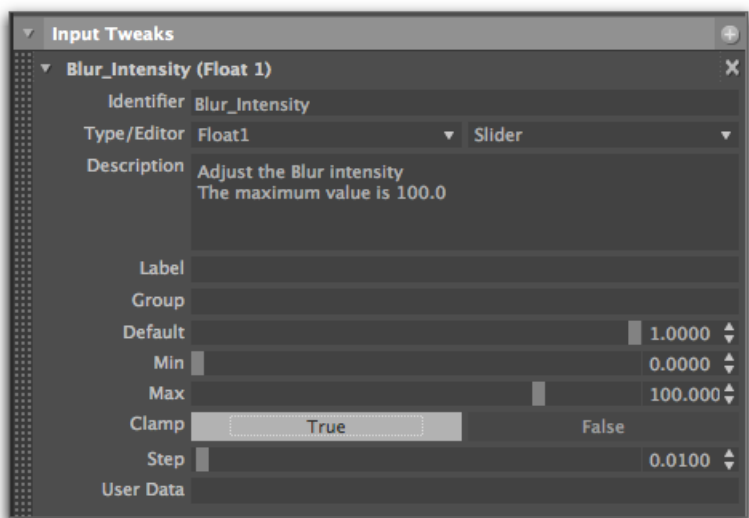 Input Tweaks
Blur_Intensity (Float 1)
Identifier Blur_Intensity
Type/Editor Float1 Slider
Description Adjust the Blur intensity
The maximum value is 100.0
Label
Group
Default 1.0000
Min 0.0000
Max 100.000
Clamp True False
Step 0.0100
User Data